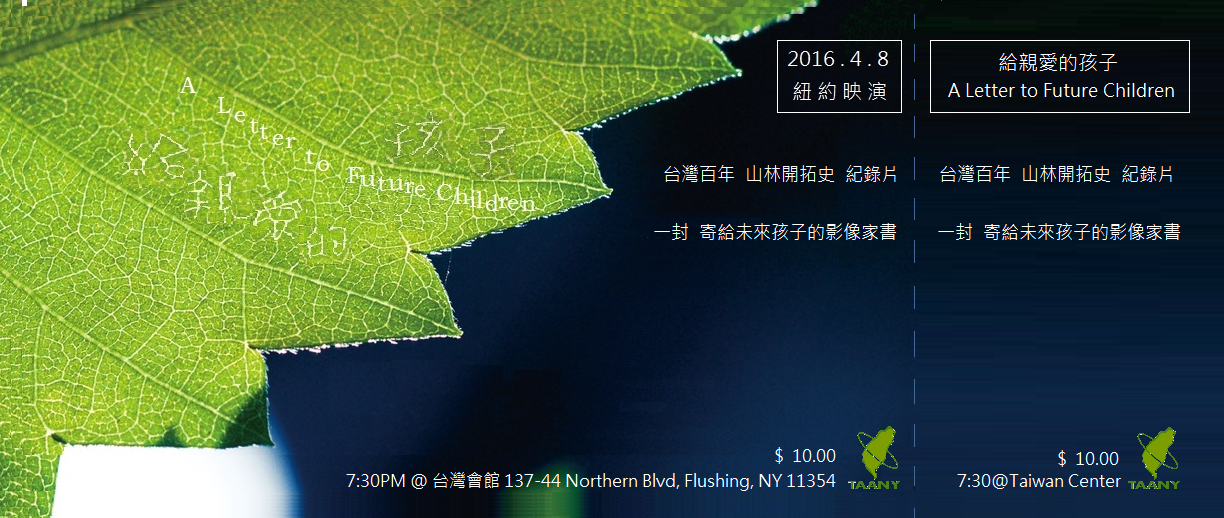 A Letter to Future Children
給親愛的孩子
2016 . 4 . 8
紐約映演
台灣百年 山林開拓史 紀錄片
一封 寄給未來孩子的影像家書
$ 10.00
7:30PM @ 台灣會館 137-44 Northern Blvd, Flushing, NY 11354
TAANY
給親愛的孩子
A Letter to Future Children
台灣百年 山林開拓史 紀錄片
一封 寄給未來孩子的影像家書
$ 10.00
7:30@Taiwan Center
TAANY